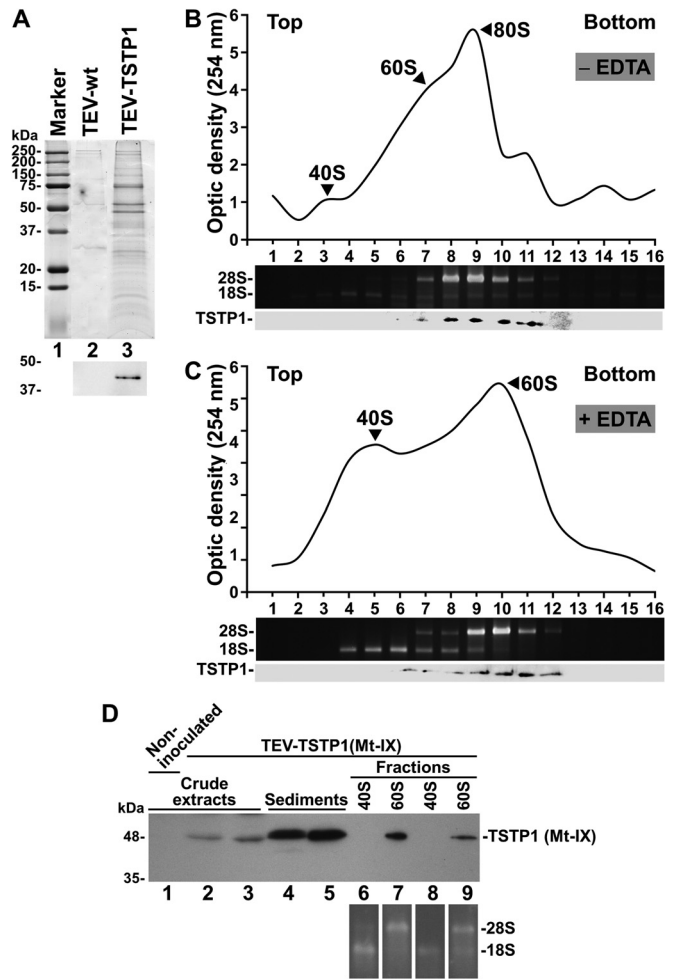 A
Marker
TEV-wt
TEV-TSTP1
kDa
250-
200-
150-
75-
50-
37-
20-
15-
1 2 3
50-
37-
B
Top
Bottom
– EDTA
Optic density (254 nm)
6
5
4
3
2
1
0
40S
60S
80S
1 2 3 4 5 6 7 8 9 10 11 12 13 14 15 16
28S-
18S-
TSTP1-
C
Top
Bottom
+ EDTA
Optic density (254 nm)
6
5
4
3
2
1
0
40S
60S
1 2 3 4 5 6 7 8 9 10 11 12 13 14 15 16
28S-
18S-
TSTP1-
D
Non-
inoculated
TEV-TSTP1(Mt-IX)
Crude
extracts
Sediments
Fractions
40S 60S 40S 60S
kDa
48-
35-
-TSTP1 (Mt-IX)
1 2 3 4 5 6 7 8 9
-28S
-18S